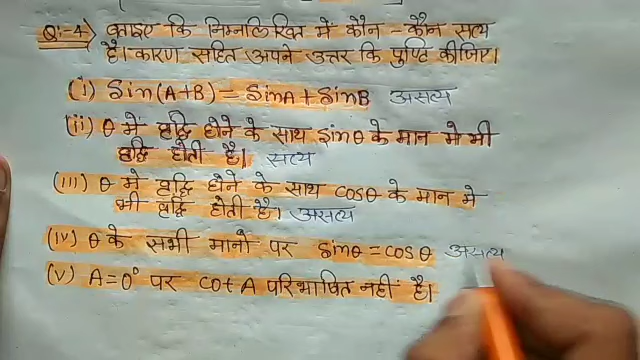 Q:-4) बताइए कि निम्नलिखित में कौन-कौन सत्य
है। कारण सहित अपने उत्तर कि पुष्टि कीजिए।
(i) Sin(A+B) = SinA + SinB असत्य
(ii) θ में वृद्धि होने के साथ sinθ के मान मे भी
वृद्धि होती है। सत्य
(iii) θ मे वृद्धि होने के साथ cosθ के मान मे
भी वृद्धि होती है। असत्य
(iv) θ के सभी मानो पर sinθ = cosθ असत्य
(v) A=0° पर cot A परिभाषित नहीं है।